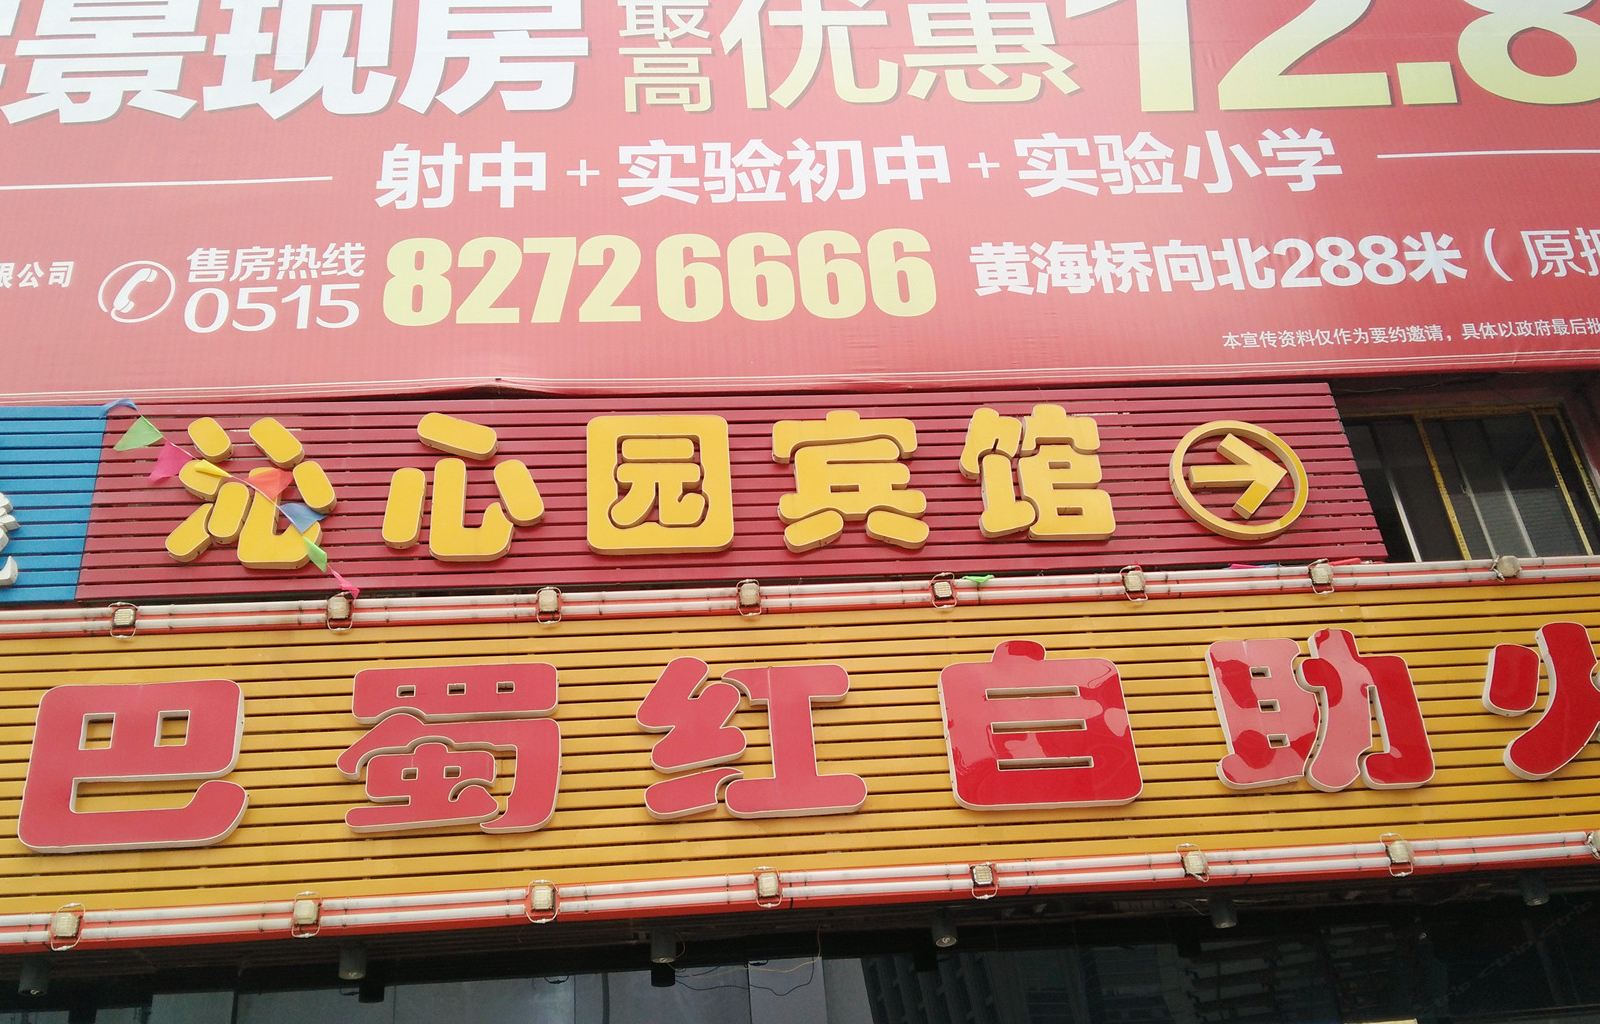 景现房 最高 优惠 12.8
射中+实验初中+实验小学
限公司 售房热线 0515 82726666 黄海桥向北288米（原
本宣传资料仅作为要约邀请，具体以政府最后批
沁心园宾馆
巴蜀红自助火